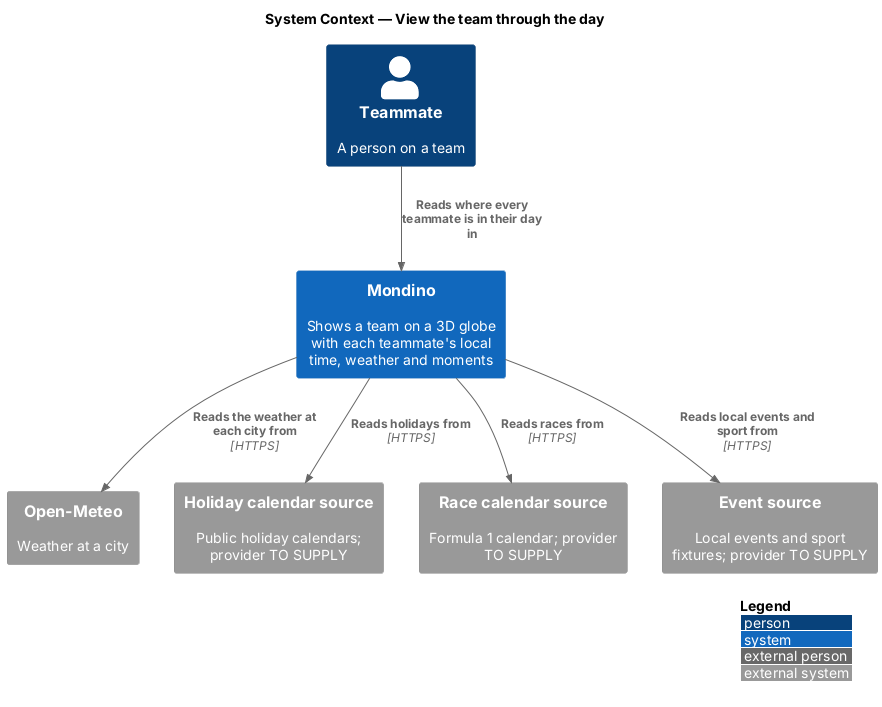 System Context — View the team through the day
Teammate
A person on a team
Reads where every
teammate is in their day
in
Mondino
Shows a team on a 3D globe
with each teammate's local
time, weather and moments
Reads the weather at
each city from
[HTTPS]
Reads holidays from
[HTTPS]
Reads races from
[HTTPS]
Reads local events and
sport from
[HTTPS]
Open-Meteo
Weather at a city
Holiday calendar source
Public holiday calendars;
provider TO SUPPLY
Race calendar source
Formula 1 calendar; provider
TO SUPPLY
Event source
Local events and sport
fixtures; provider TO SUPPLY
Legend
person
system
external person
external system